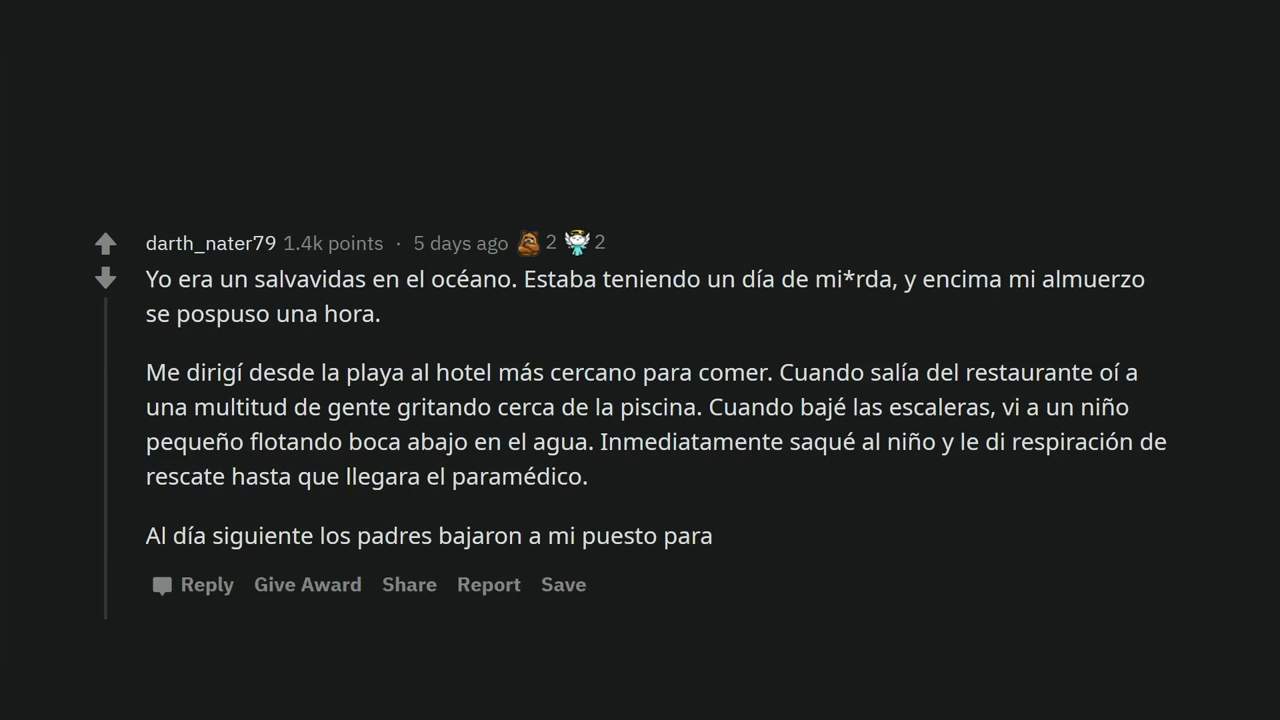 darth_nater79 1.4k points · 5 days ago 2 2
Yo era un salvavidas en el océano. Estaba teniendo un día de mi*rda, y encima mi almuerzo
se pospuso una hora.
Me dirigí desde la playa al hotel más cercano para comer. Cuando salía del restaurante oí a
una multitud de gente gritando cerca de la piscina. Cuando bajé las escaleras, vi a un niño
pequeño flotando boca abajo en el agua. Inmediatamente saqué al niño y le di respiración de
rescate hasta que llegara el paramédico.
Al día siguiente los padres bajaron a mi puesto para
Reply Give Award Share Report Save